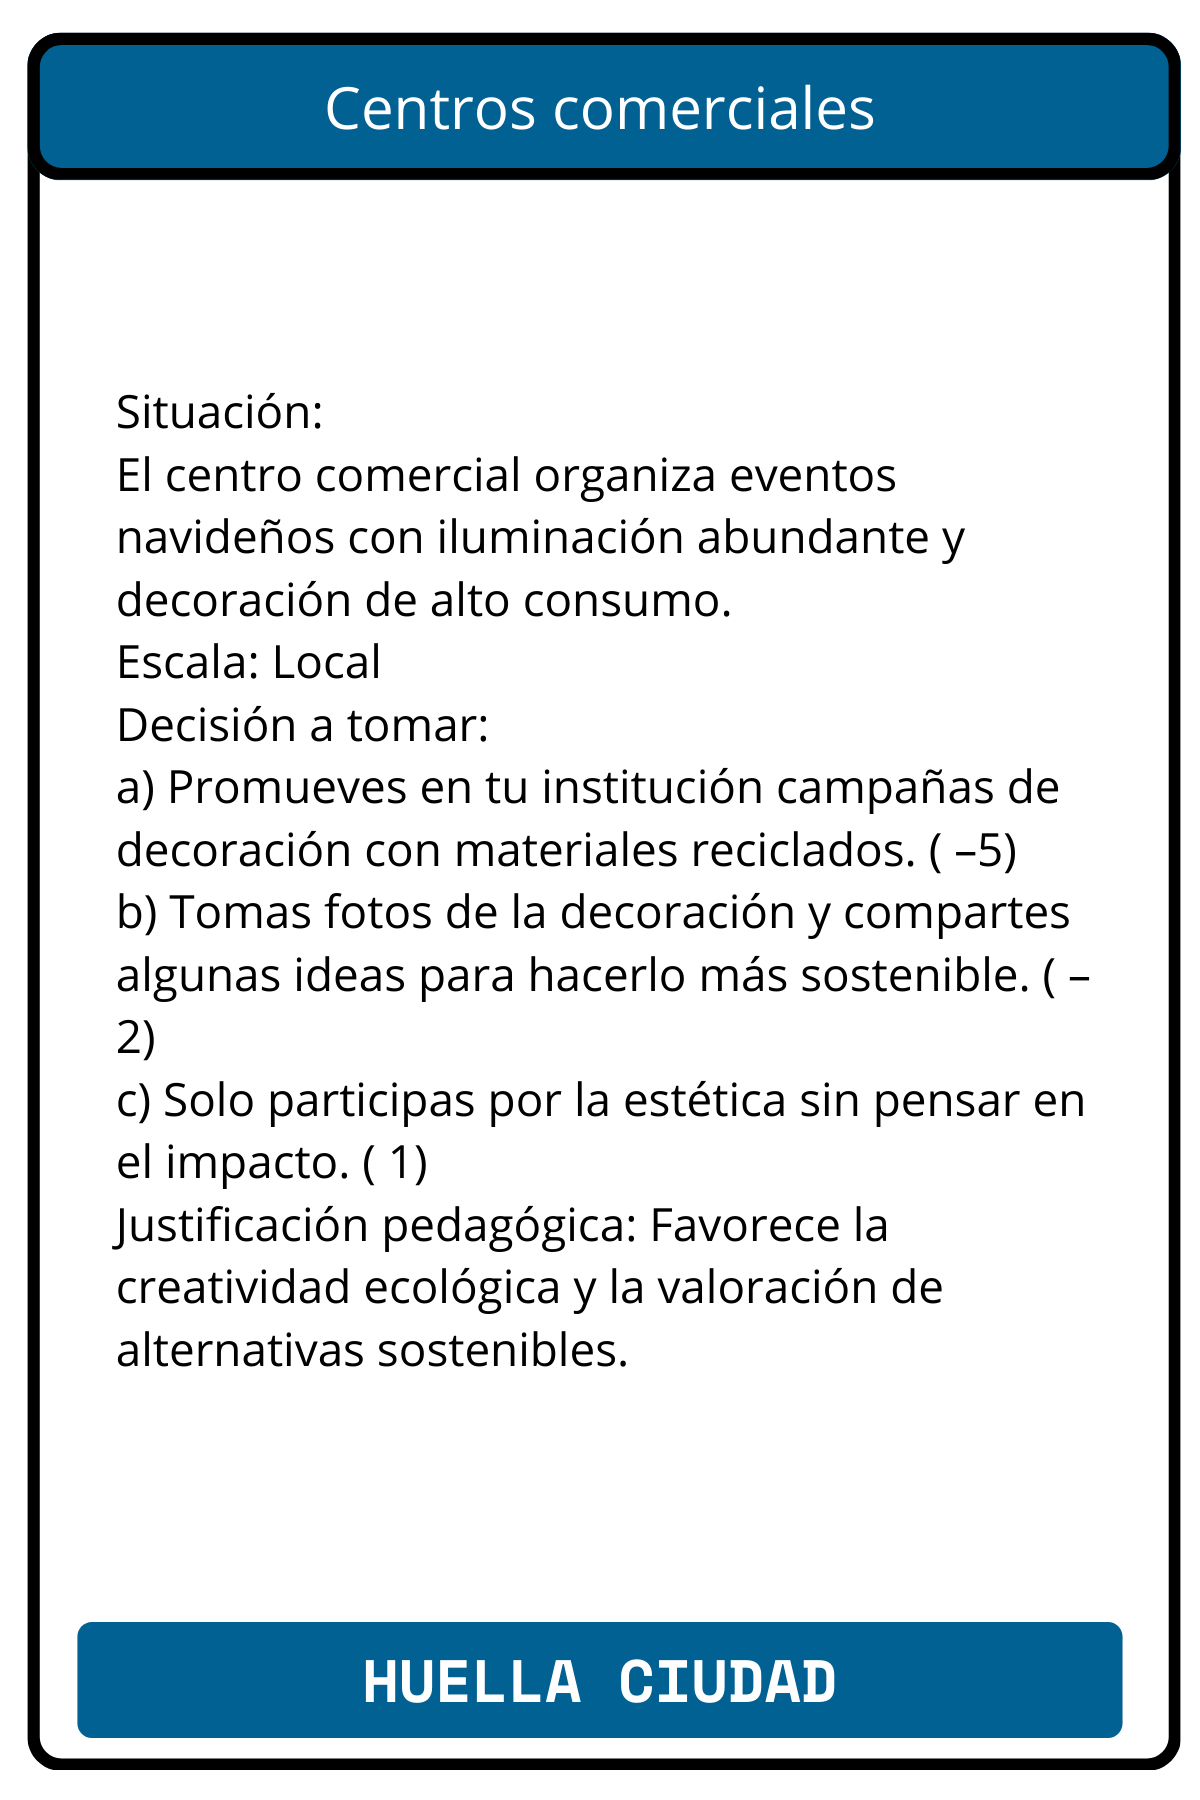 Centros comerciales
Situación:
El centro comercial organiza eventos
navideños con iluminación abundante y
decoración de alto consumo.
Escala: Local
Decisión a tomar:
a) Promueves en tu institución campañas de
decoración con materiales reciclados. ( –5)
b) Tomas fotos de la decoración y compartes
algunas ideas para hacerlo más sostenible. ( –
2)
c) Solo participas por la estética sin pensar en
el impacto. ( 1)
Justificación pedagógica: Favorece la
creatividad ecológica y la valoración de
alternativas sostenibles.
HUELLA CIUDAD